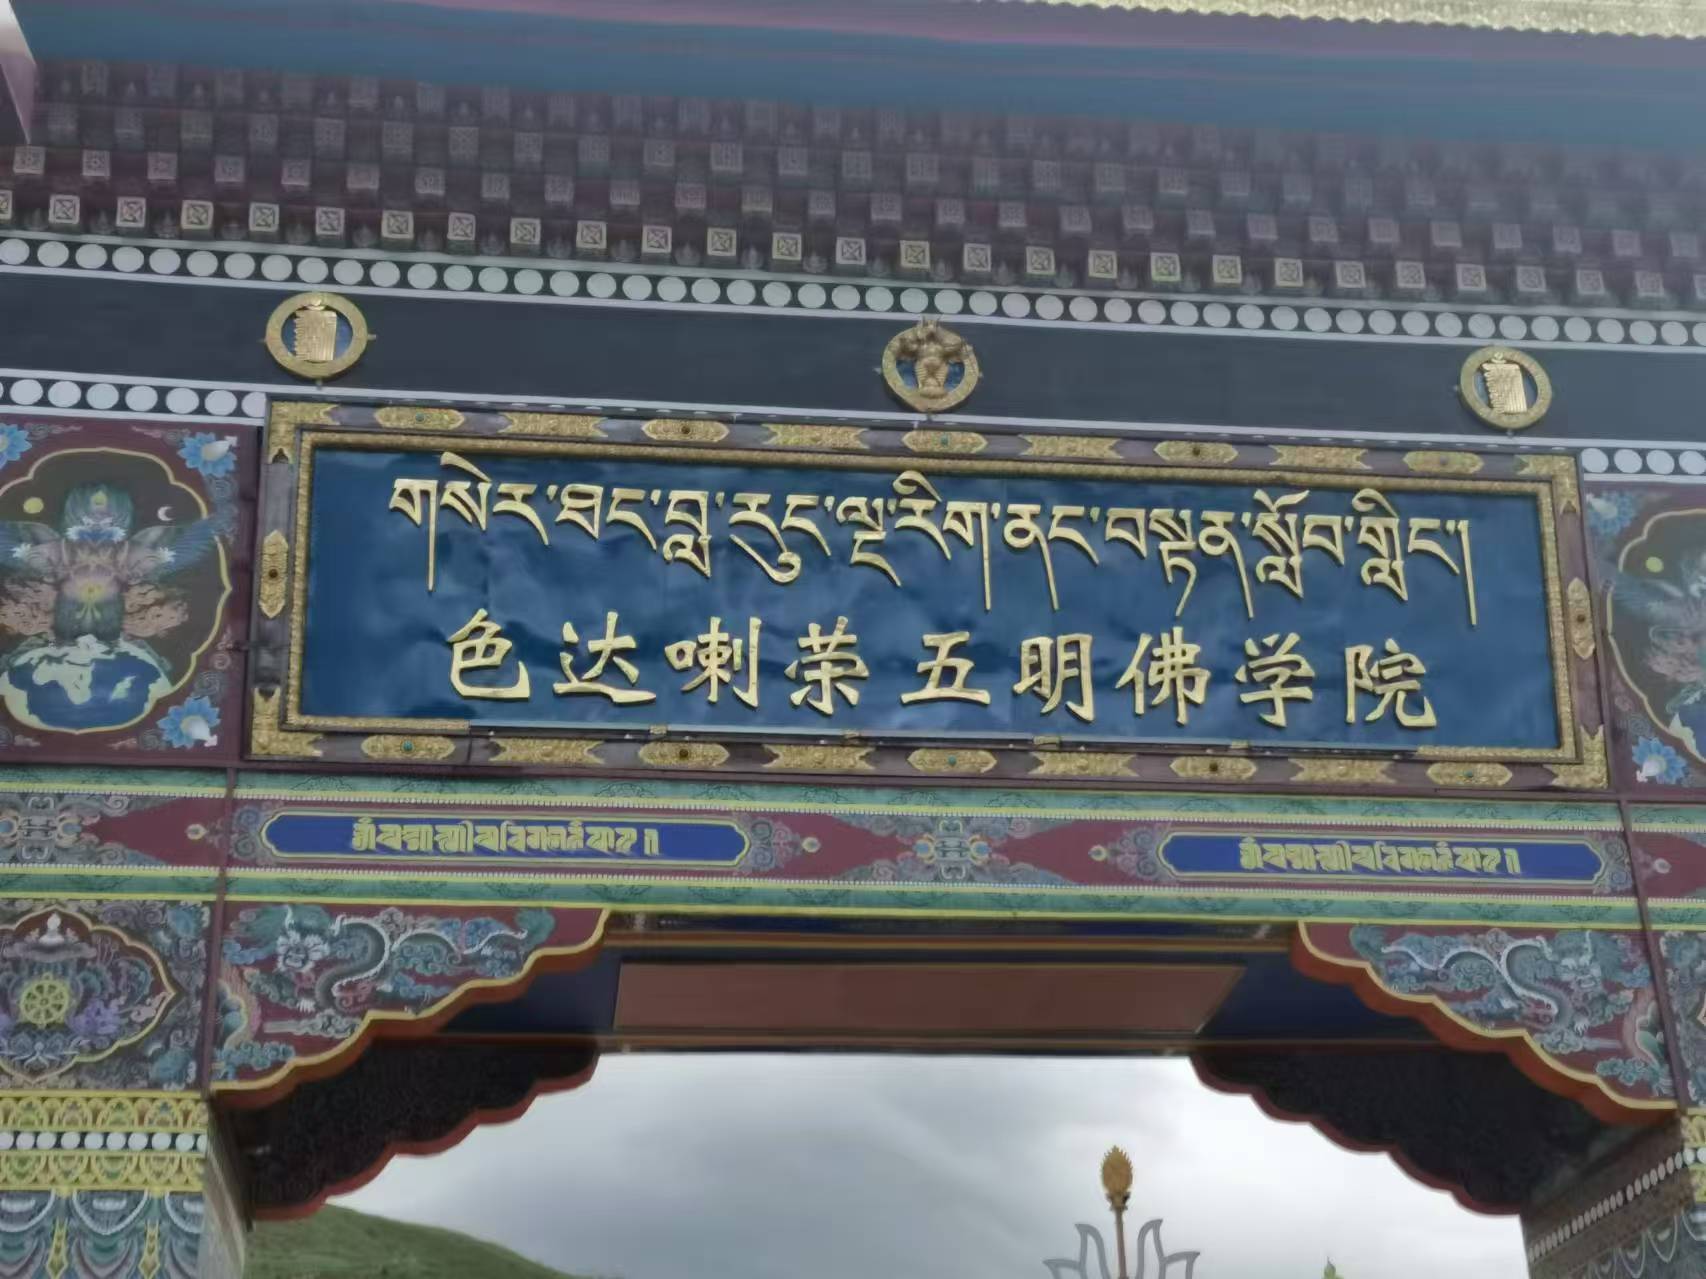 གསེར་ཐང་བླ་རུང་ལྔ་རིག་ནང་བསྟན་སློབ་གླིང་།
色达喇荣五明佛学院